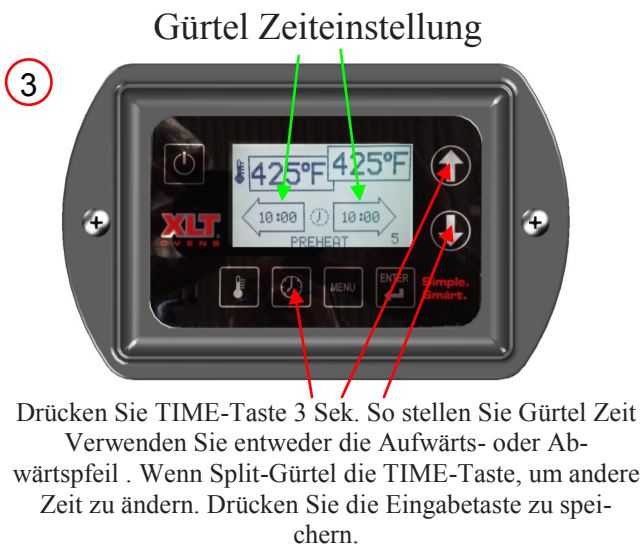 Gürtel Zeiteinstellung
3
425°F 425°F
10:00 10:00
PREHEAT 5
XLT
OVENS
MENU ENTER
Simple.
Smart.
Drücken Sie TIME-Taste 3 Sek. So stellen Sie Gürtel Zeit
Verwenden Sie entweder die Aufwärts- oder Ab-
wärtspfeil . Wenn Split-Gürtel die TIME-Taste, um andere
Zeit zu ändern. Drücken Sie die Eingabetaste zu spei-
chern.